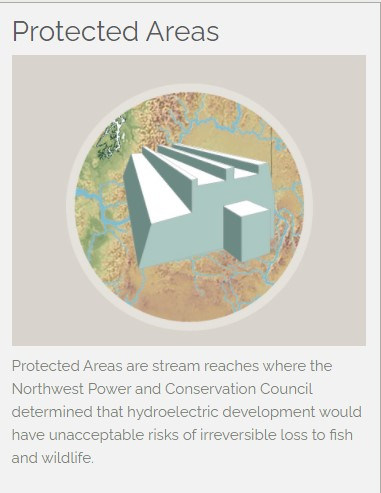 Protected Areas
Protected Areas are stream reaches where the
Northwest Power and Conservation Council
determined that hydroelectric development would
have unacceptable risks of irreversible loss to fish
and wildlife.